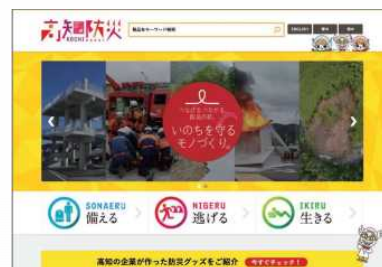 高知防災
KOCHI BOUSAI
製品をキーワード検索
ENGLISH
いのちを守る
モノづくり。
SONAERU
備える
NIGERU
逃げる
IKIRU
生きる
高知の企業が作った防災グッズをご紹介
今すぐチェック!